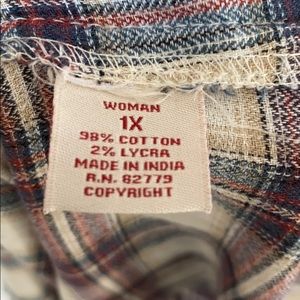 WOMAN
1X
98% COTTON
2% LYCRA
MADE IN INDIA
R.N. 82779
COPYRIGHT